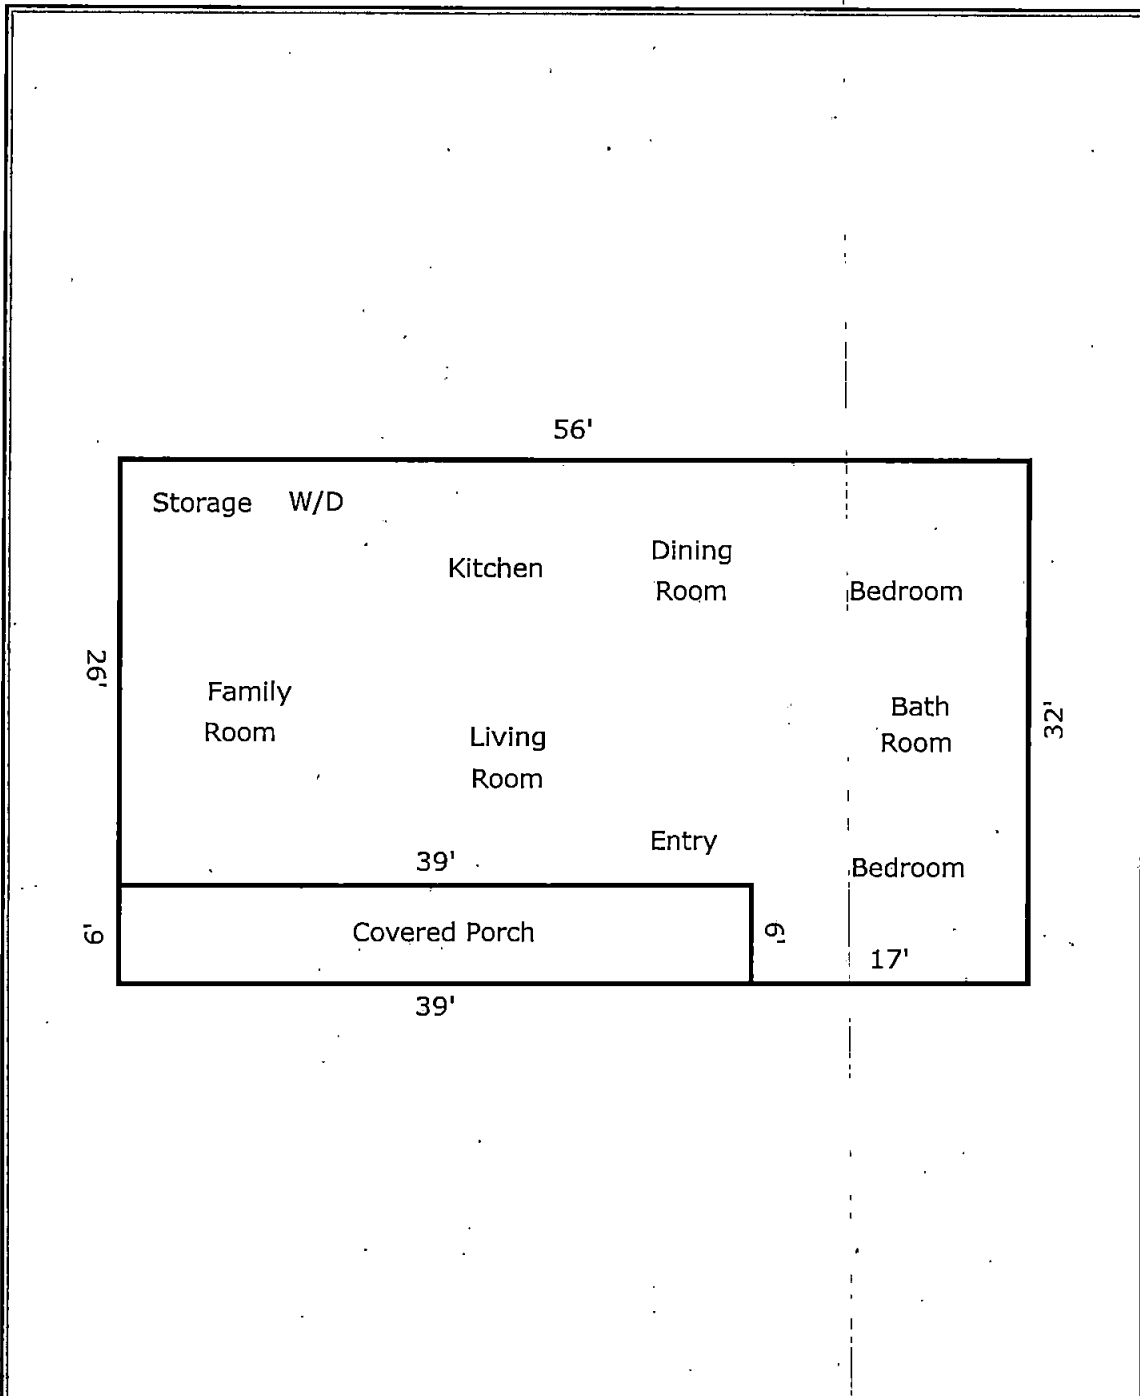 56'
Storage W/D
Kitchen
Dining
Room
Bedroom
26'
Family
Room
Living
Room
Bath
Room
32'
Entry
39'
Bedroom
6'
Covered Porch
6'
17'
39'